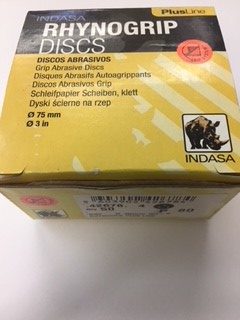 INDASA
PlusLine
RHYNOGRIP
DISCS
DISCOS ABRASIVOS
Grip Abrasive Discs
Disques Abrasifs Autoagrippants
Discos Abrasivos Grip
Schleifpapier Scheiben, klett
Dyski ścierne na rzep
Ø 75 mm
Ø 3 in
INDASA
50
P 80